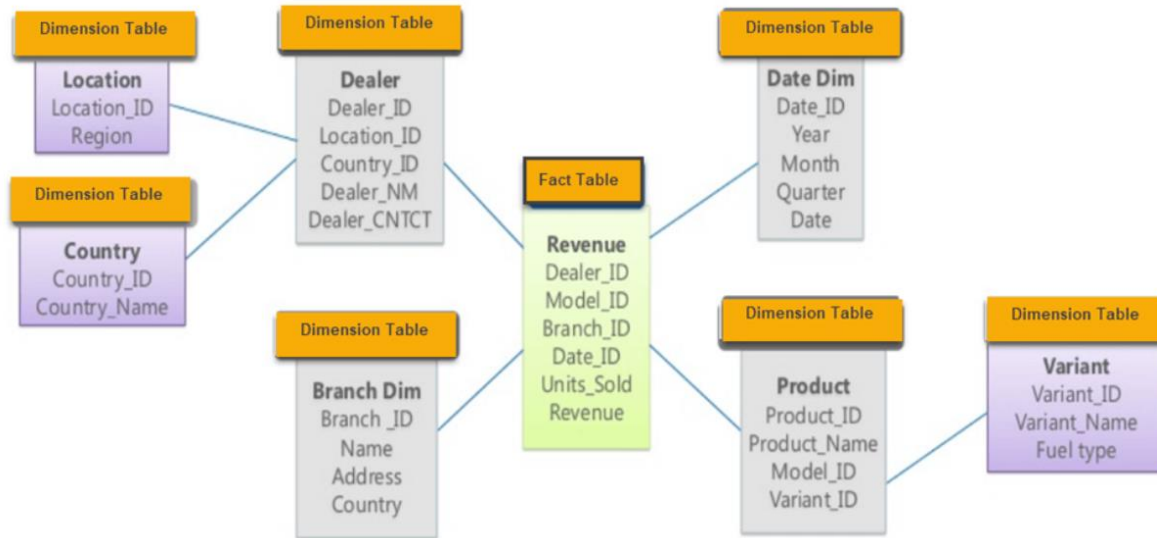 Dimension Table
Location
Location_ID
Region
Dimension Table
Dealer
Dealer_ID
Location_ID
Country_ID
Dealer_NM
Dealer_CNTCT
Dimension Table
Date Dim
Date_ID
Year
Month
Quarter
Date
Dimension Table
Country
Country_ID
Country_Name
Fact Table
Revenue
Dealer_ID
Model_ID
Branch_ID
Date_ID
Units_Sold
Revenue
Dimension Table
Branch Dim
Branch _ID
Name
Address
Country
Dimension Table
Product
Product_ID
Product_Name
Model_ID
Variant_ID
Dimension Table
Variant
Variant_ID
Variant_Name
Fuel type